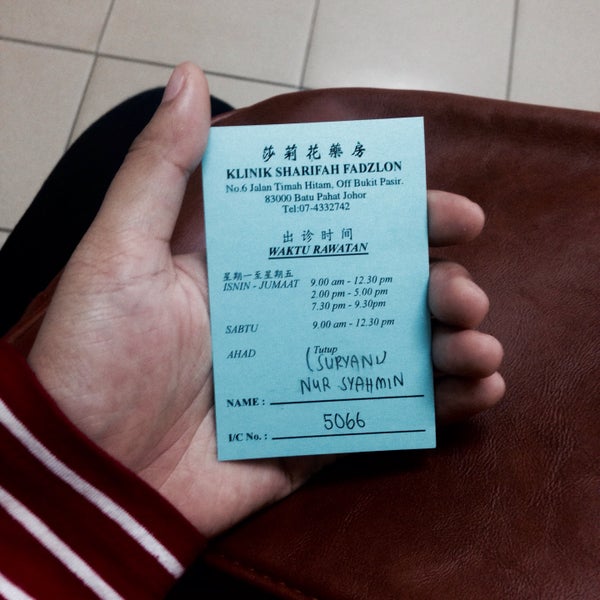 莎莉花藥房
KLINIK SHARIFAH FADZLON
No.6 Jalan Timah Hitam, Off Bukit Pasir.
83000 Batu Pahat Johor
Tel:07-4332742
出诊时间
WAKTU RAWATAN
星期一至星期五
ISNIN - JUMAAT 9.00 am - 12.30 pm
2.00 pm - 5.00 pm
7.30 pm - 9.30pm
SABTU 9.00 am - 12.30 pm
AHAD Tutup
(SURYANI)
NUR SYAHMIN
NAME :
5066
I/C No. :